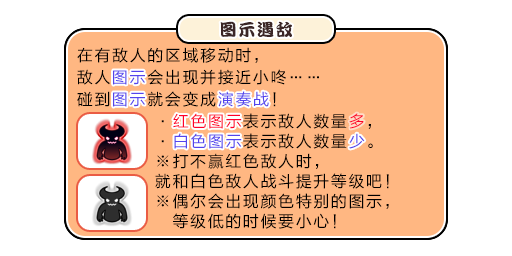 图示遇敌
在有敌人的区域移动时，
敌人图示会出现并接近小咚……
碰到图示就会变成演奏战！
·红色图示表示敌人数量多，
·白色图示表示敌人数量少。
※打不赢红色敌人时，
就和白色敌人战斗提升等级吧！
※偶尔会出现颜色特别的图示，
等级低的时候要小心！